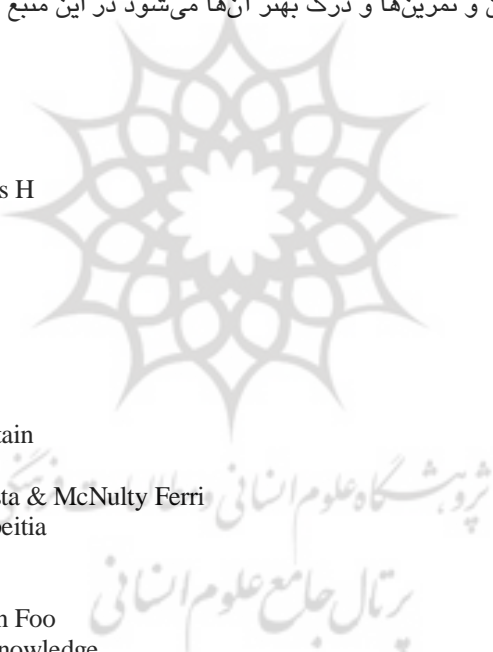 و تمرین‌ها و درک بهتر آن‌ها می‌شود در این منبع
s H
tain
پژوهشگاه علوم انسانی و مطالعات فرهنگی
sta & McNulty Ferri
eitia
پرتال جامع علوم انسانی
n Foo
nowledge